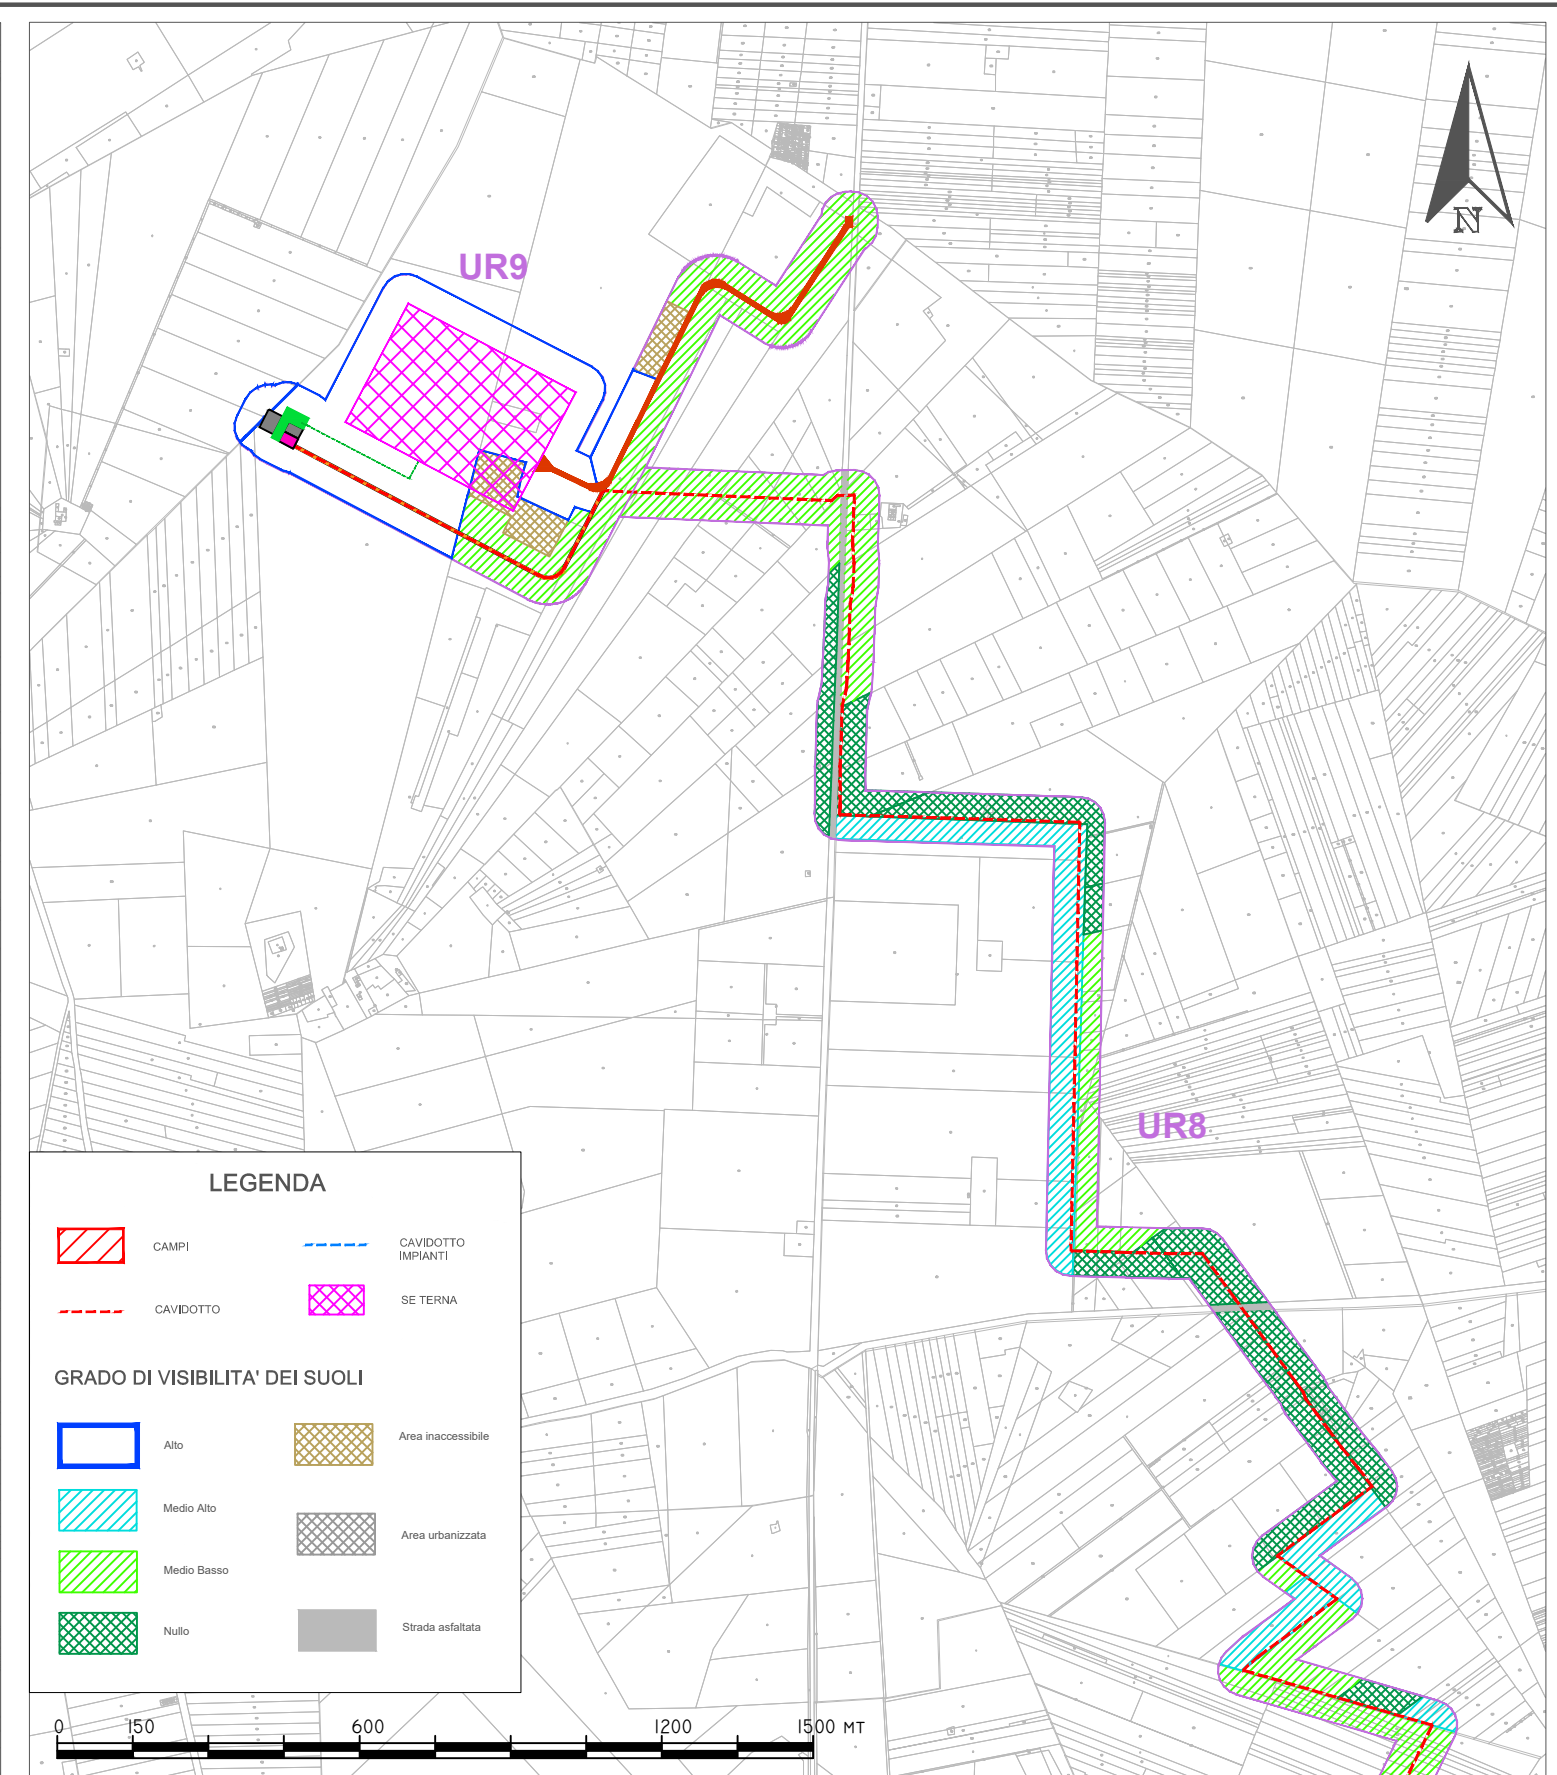 N
UR9
UR8
LEGENDA
CAMPI
CAVIDOTTO
IMPIANTI
CAVIDOTTO
SE TERNA
GRADO DI VISIBILITA' DEI SUOLI
Alto
Area inaccessibile
Medio Alto
Area urbanizzata
Medio Basso
Nullo
Strada asfaltata
0 150 600 1200 1500 MT